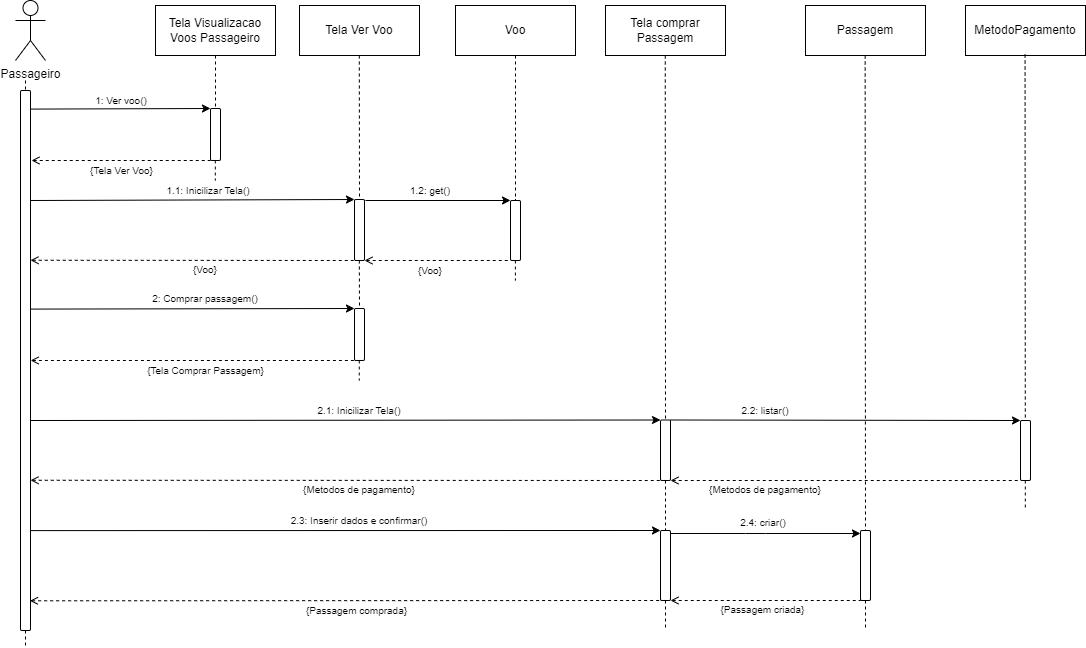 Tela Visualizacao
Voos Passageiro
Tela Ver Voo
Voo
Tela comprar
Passagem
Passagem
MetodoPagamento
Passageiro
1: Ver voo()
{Tela Ver Voo}
1.1: Inicilizar Tela()
1.2: get()
{Voo}
{Voo}
2: Comprar passagem()
{Tela Comprar Passagem}
2.1: Inicilizar Tela()
2.2: listar()
{Metodos de pagamento}
{Metodos de pagamento}
2.3: Inserir dados e confirmar()
2.4: criar()
{Passagem comprada}
{Passagem criada}